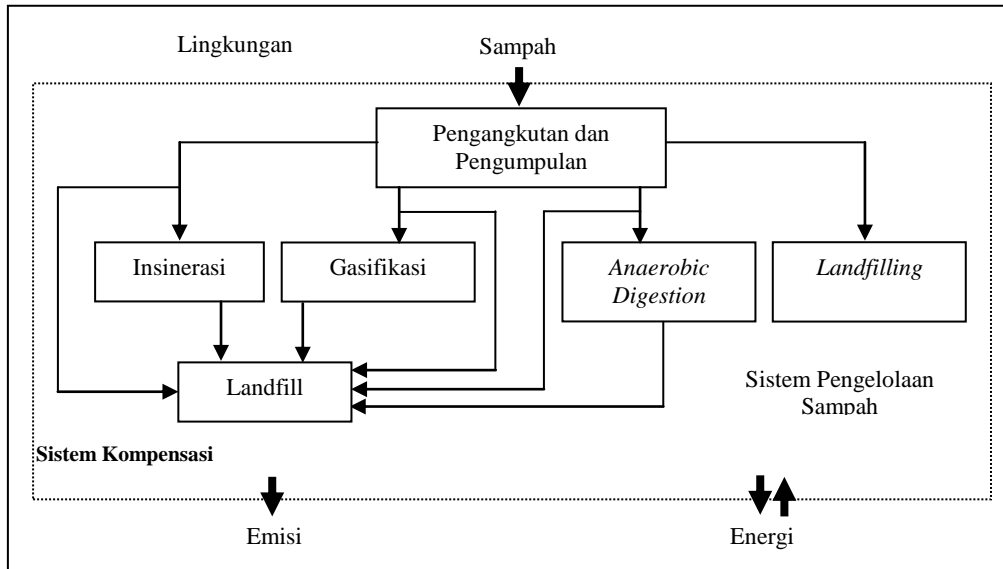 Lingkungan
Sampah
Pengangkutan dan
Pengumpulan
Insinerasi
Gasifikasi
Anaerobic
Digestion
Landfilling
Landfill
Sistem Pengelolaan
Sampah
Sistem Kompensasi
Emisi
Energi